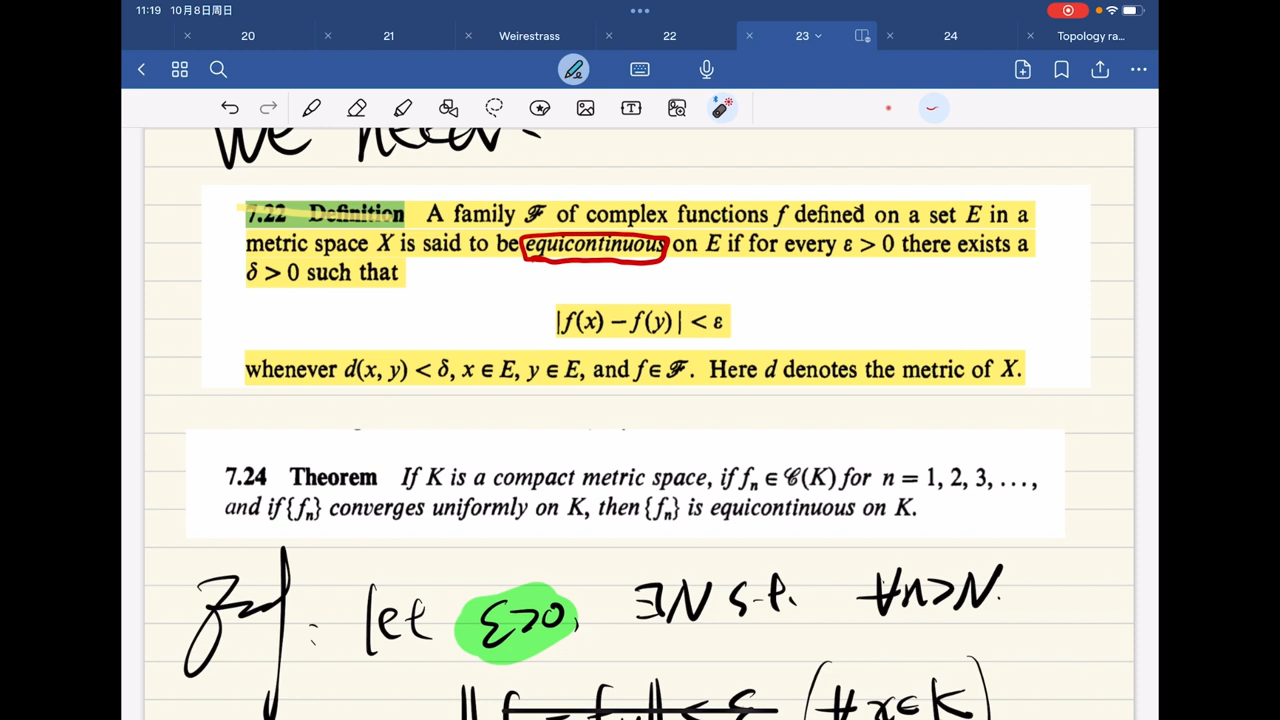 11:19 10月8日周日
20 21 Weirestrass 22 23 24 Topology ra...
We need:
7.22 Definition A family ℱ of complex functions f defined on a set E in a
metric space X is said to be equicontinuous on E if for every ε > 0 there exists a
δ > 0 such that
|f(x) − f(y)| < ε
whenever d(x, y) < δ, x ∈ E, y ∈ E, and f ∈ ℱ. Here d denotes the metric of X.
7.24 Theorem If K is a compact metric space, if fₙ ∈ 𝒞(K) for n = 1, 2, 3, ...,
and if {fₙ} converges uniformly on K, then {fₙ} is equicontinuous on K.
: let ε>0, ∃N s.t. ∀n>N.
(∀x∈K)